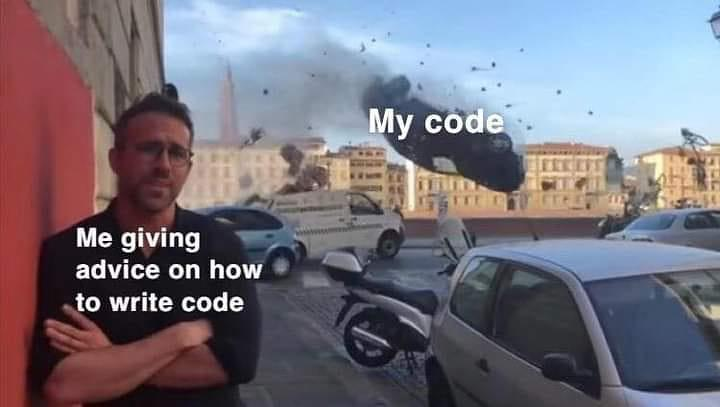 My code
Me giving
advice on how
to write code